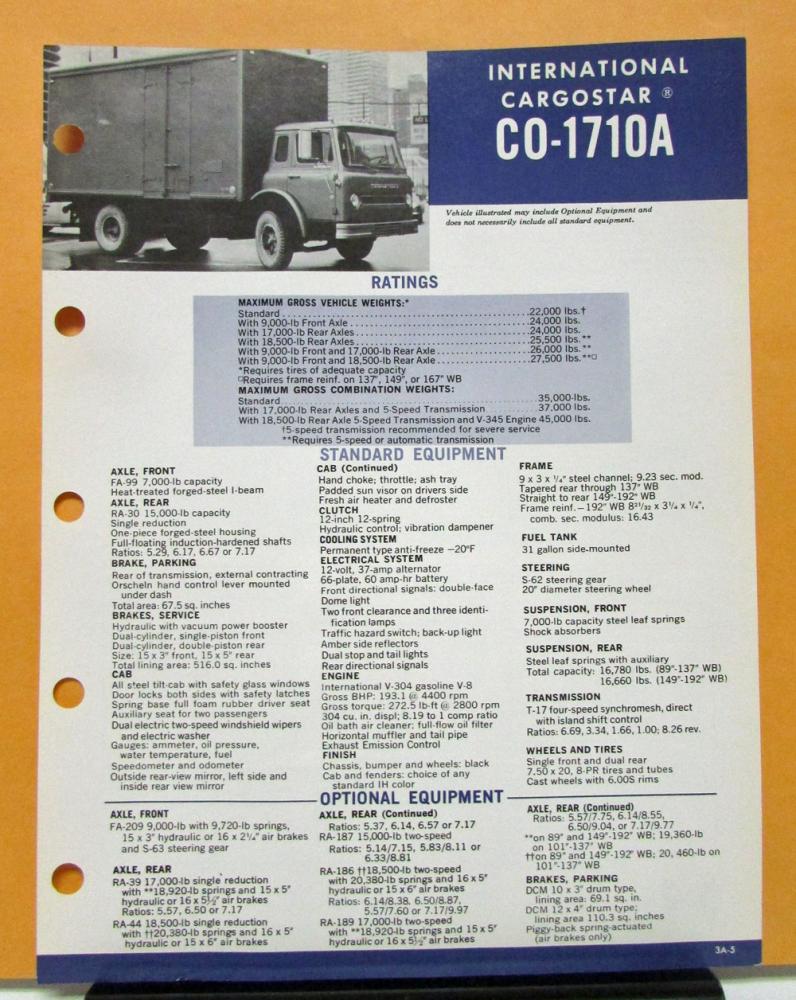 INTERNATIONAL
CARGOSTAR ®
CO-1710A
Vehicle illustrated may include Optional Equipment and
does not necessarily include all standard equipment.
RATINGS
MAXIMUM GROSS VEHICLE WEIGHTS:*
Standard 22,000 lbs.†
With 9,000-lb Front Axle 24,000 lbs.
With 17,000-lb Rear Axles 24,000 lbs.
With 18,500-lb Rear Axles 25,500 lbs.**
With 9,000-lb Front and 17,000-lb Rear Axle 26,000 lbs.**
With 9,000-lb Front and 18,500-lb Rear Axle 27,500 lbs.**□
*Requires tires of adequate capacity
□Requires frame reinf. on 137", 149", or 167" WB
MAXIMUM GROSS COMBINATION WEIGHTS:
Standard 35,000-lbs.
With 17,000-lb Rear Axles and 5-Speed Transmission 37,000 lbs.
With 18,500-lb Rear Axle 5-Speed Transmission and V-345 Engine 45,000 lbs.
†5-speed transmission recommended for severe service
**Requires 5-speed or automatic transmission
STANDARD EQUIPMENT
AXLE, FRONT
FA-99 7,000-lb capacity
Heat-treated forged-steel I-beam
AXLE, REAR
RA-30 15,000-lb capacity
Single reduction
One-piece forged-steel housing
Full-floating induction-hardened shafts
Ratios: 5.29, 6.17, 6.67 or 7.17
BRAKE, PARKING
Rear of transmission, external contracting
Orscheln hand control lever mounted
under dash
Total area: 67.5 sq. inches
BRAKES, SERVICE
Hydraulic with vacuum power booster
Dual-cylinder, single-piston front
Dual-cylinder, double-piston rear
Size: 15 x 3" front, 15 x 5" rear
Total lining area: 516.0 sq. inches
CAB
All steel tilt-cab with safety glass windows
Door locks both sides with safety latches
Spring base full foam rubber driver seat
Auxiliary seat for two passengers
Dual electric two-speed windshield wipers
and electric washer
Gauges: ammeter, oil pressure,
water temperature, fuel
Speedometer and odometer
Outside rear-view mirror, left side and
inside rear view mirror
CAB (Continued)
Hand choke; throttle; ash tray
Padded sun visor on drivers side
Fresh air heater and defroster
CLUTCH
12-inch 12-spring
Hydraulic control; vibration dampener
COOLING SYSTEM
Permanent type anti-freeze −20°F
ELECTRICAL SYSTEM
12-volt, 37-amp alternator
66-plate, 60 amp-hr battery
Front directional signals: double-face
Dome light
Two front clearance and three identi-
fication lamps
Traffic hazard switch; back-up light
Amber side reflectors
Dual stop and tail lights
Rear directional signals
ENGINE
International V-304 gasoline V-8
Gross BHP: 193.1 @ 4400 rpm
Gross torque: 272.5 lb-ft @ 2800 rpm
304 cu. in. displ; 8.19 to 1 comp ratio
Oil bath air cleaner; full-flow oil filter
Horizontal muffler and tail pipe
Exhaust Emission Control
FINISH
Chassis, bumper and wheels: black
Cab and fenders: choice of any
standard IH color
FRAME
9 x 3 x 1/4" steel channel; 9.23 sec. mod.
Tapered rear through 137" WB
Straight to rear 149"-192" WB
Frame reinf.—192" WB 8 21/32 x 3 1/4 x 1/4",
comb. sec. modulus: 16.43
FUEL TANK
31 gallon side-mounted
STEERING
S-62 steering gear
20" diameter steering wheel
SUSPENSION, FRONT
7,000-lb capacity steel leaf springs
Shock absorbers
SUSPENSION, REAR
Steel leaf springs with auxiliary
Total capacity: 16,780 lbs. (89"-137" WB)
16,660 lbs. (149"-192" WB)
TRANSMISSION
T-17 four-speed synchromesh, direct
with island shift control
Ratios: 6.69, 3.34, 1.66, 1.00; 8.26 rev.
WHEELS AND TIRES
Single front and dual rear
7.50 x 20, 8-PR tires and tubes
Cast wheels with 6.00S rims
OPTIONAL EQUIPMENT
AXLE, FRONT
FA-209 9,000-lb with 9,720-lb springs,
15 x 3" hydraulic or 16 x 2 1/4" air brakes
and S-63 steering gear
AXLE, REAR
RA-39 17,000-lb single reduction
with **18,920-lb springs and 15 x 5"
hydraulic or 16 x 5 1/2" air brakes
Ratios: 5.57, 6.50 or 7.17
RA-44 18,500-lb single reduction
with ††20,380-lb springs and 16 x 5"
hydraulic or 15 x 6" air brakes
AXLE, REAR (Continued)
Ratios: 5.37, 6.14, 6.57 or 7.17
RA-187 15,000-lb two-speed
Ratios: 5.14/7.15, 5.83/8.11 or
6.33/8.81
RA-186 ††18,500-lb two-speed
with 20,380-lb springs and 16 x 5"
hydraulic or 15 x 6" air brakes
Ratios: 6.14/8.38. 6.50/8.87,
5.57/7.60 or 7.17/9.97
RA-189 17,000-lb two-speed
with **18,920-lb springs and 15 x 5"
hydraulic or 16 x 5 1/2" air brakes
AXLE, REAR (Continued)
Ratios: 5.57/7.75, 6.14/8.55,
6.50/9.04, or 7.17/9.97
**on 89" and 149"-192" WB; 19,360-lb
on 101"-137" WB
††on 89" and 149"-192" WB; 20, 460-lb on
101"-137" WB
BRAKES, PARKING
DCM 10 x 3" drum type,
lining area: 69.1 sq. in.
DCM 12 x 4" drum type;
lining area 110.3 sq. inches
Piggy-back spring-actuated
(air brakes only)
3A-5